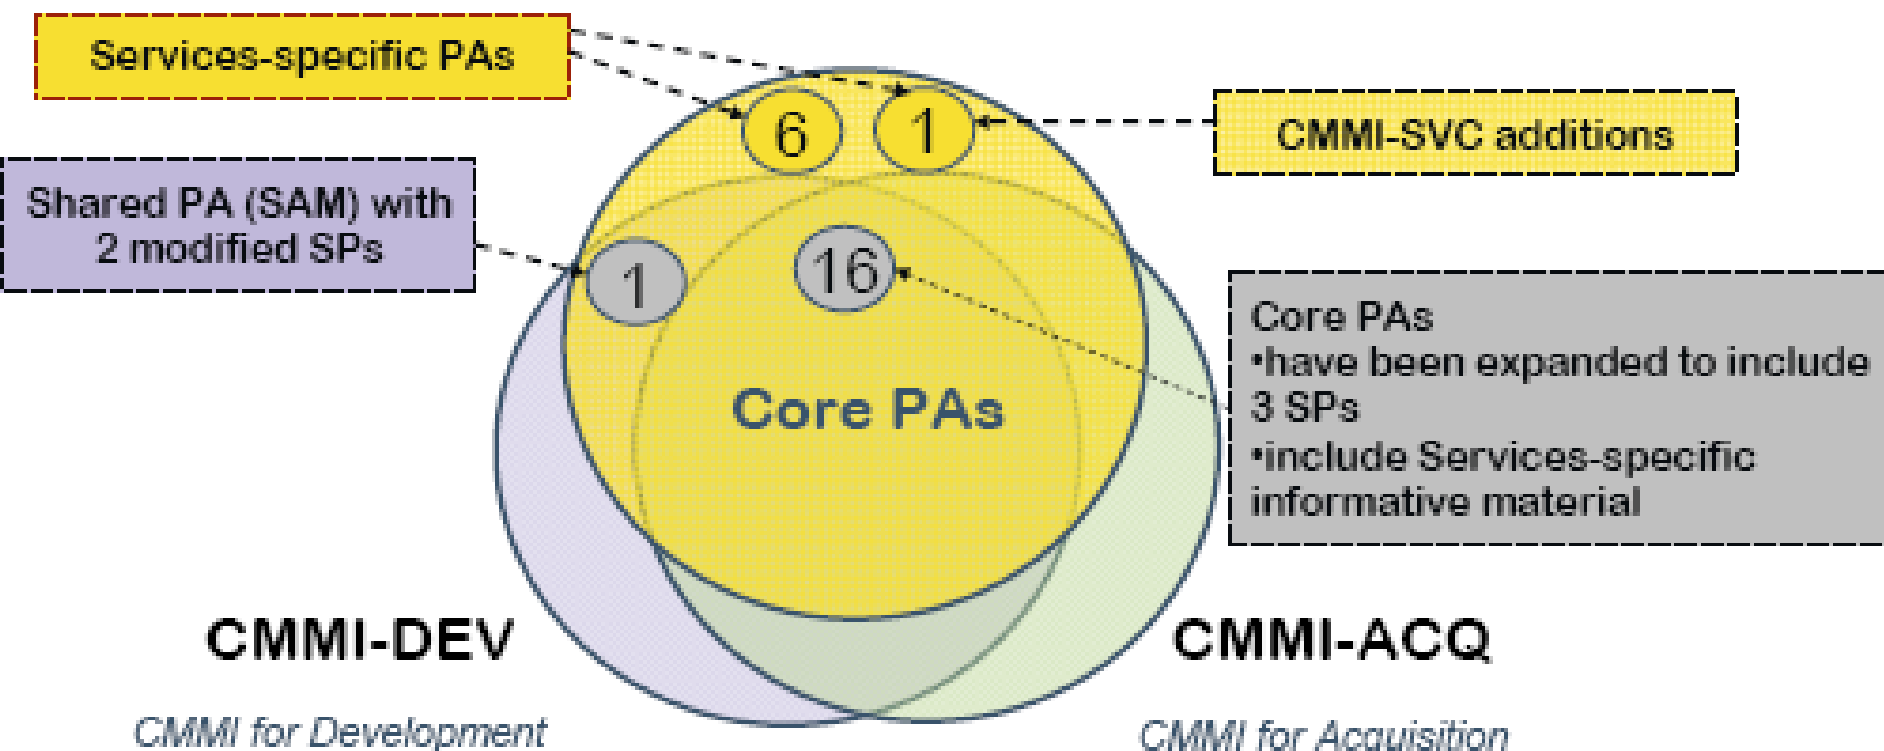 Services-specific PAs
6
1
CMMI-SVC additions
Shared PA (SAM) with
2 modified SPs
1
16
Core PAs
•have been expanded to include
3 SPs
•include Services-specific
informative material
Core PAs
CMMI-DEV
CMMI-ACQ
CMMI for Development
CMMI for Acquisition